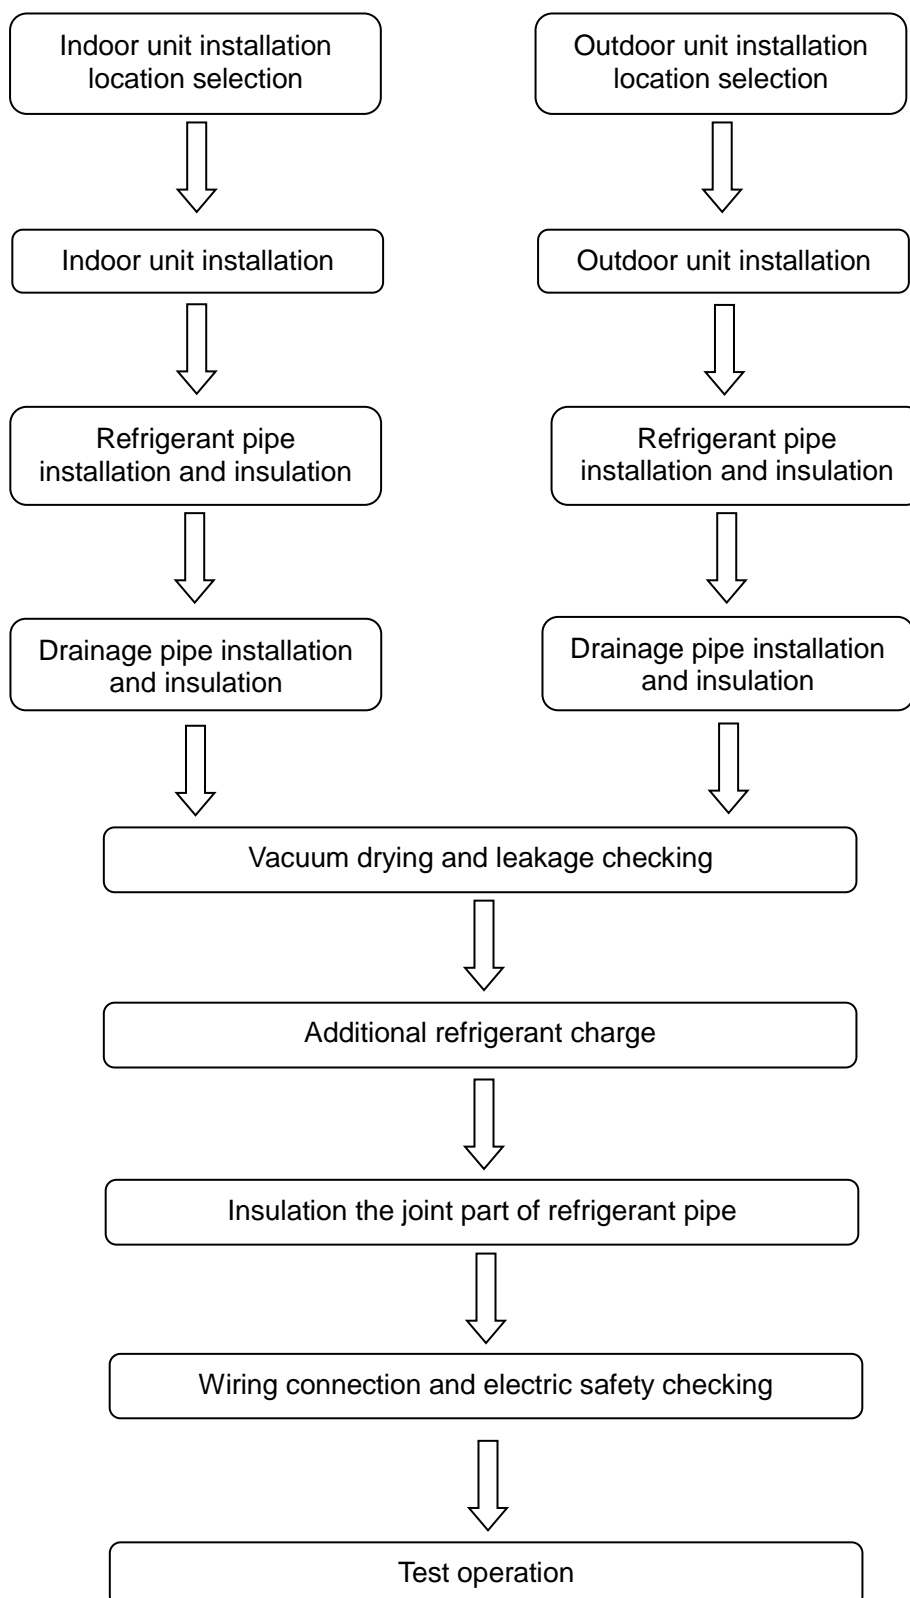 Indoor unit installation
location selection
Outdoor unit installation
location selection
Indoor unit installation
Outdoor unit installation
Refrigerant pipe
installation and insulation
Refrigerant pipe
installation and insulation
Drainage pipe installation
and insulation
Drainage pipe installation
and insulation
Vacuum drying and leakage checking
Additional refrigerant charge
Insulation the joint part of refrigerant pipe
Wiring connection and electric safety checking
Test operation